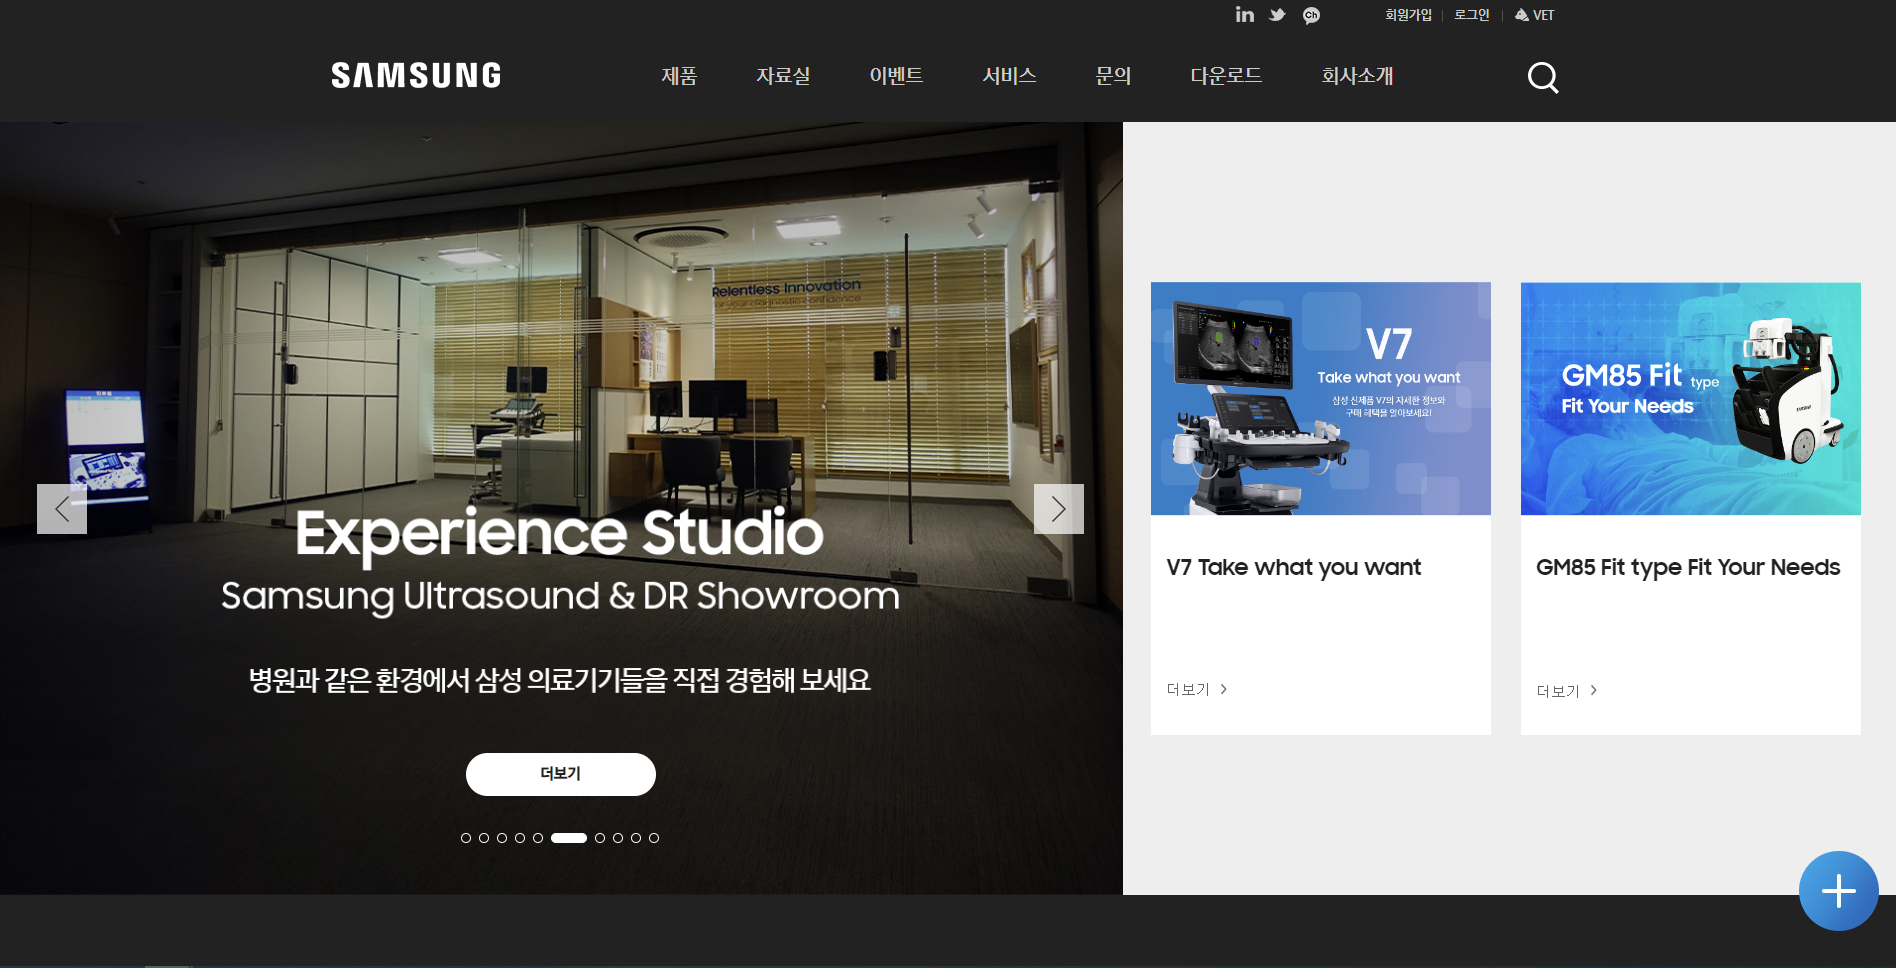 회원가입
로그인
VET
SAMSUNG
제품
자료실
이벤트
서비스
문의
다운로드
회사소개
Relentless Innovation
for your diagnostic confidence
Experience Studio
Samsung Ultrasound & DR Showroom
병원과 같은 환경에서 삼성 의료기기들을 직접 경험해 보세요
더보기
V7
Take what you want
삼성 신제품 V7의 자세한 정보와
구매 혜택을 알아보세요!
V7 Take what you want
더보기
GM85 Fit type
Fit Your Needs
SAMSUNG
GM85 Fit type Fit Your Needs
더보기